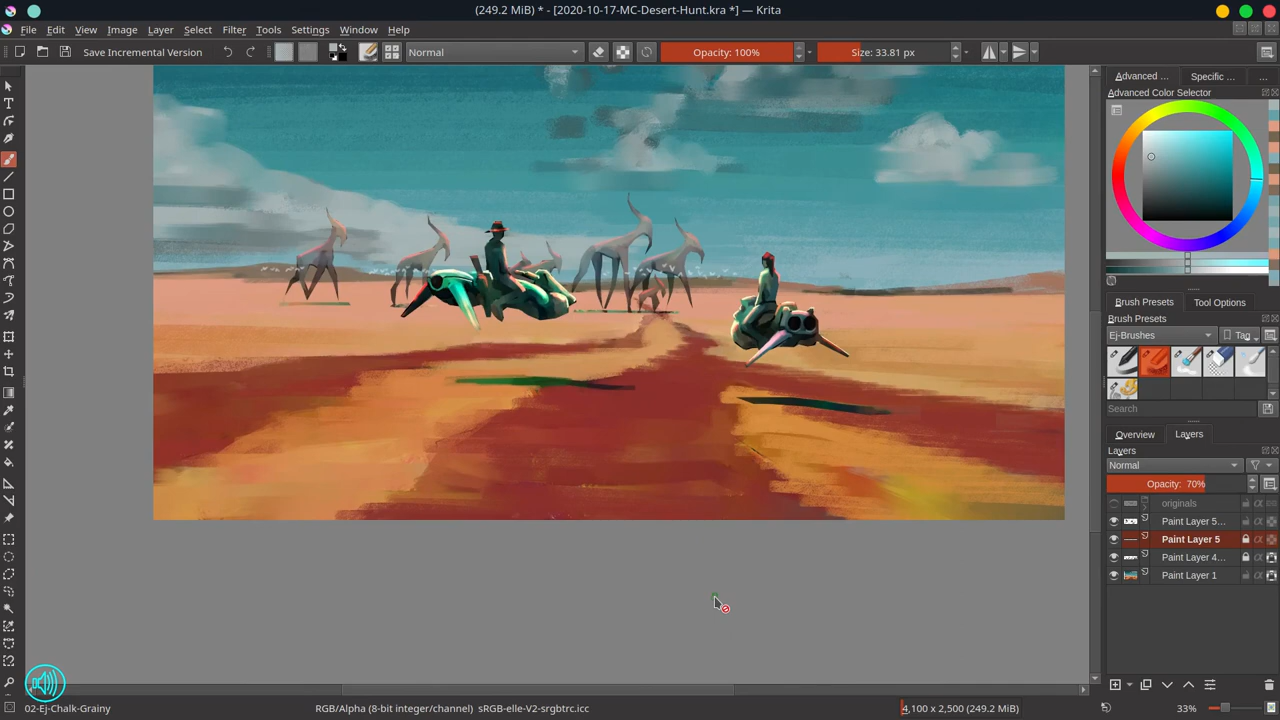 (249.2 MiB) * - [2020-10-17-MC-Desert-Hunt.kra *] — Krita
File Edit View Image Layer Select Filter Tools Settings Window Help
Save Incremental Version Normal Opacity: 100% Size: 33.81 px
Advanced ... Specific ... ...
Advanced Color Selector
Brush Presets Tool Options
Brush Presets
Ej-Brushes Tag
Search
Overview Layers
Layers
Normal
Opacity: 70%
originals
Paint Layer 5...
Paint Layer 5
Paint Layer 4...
Paint Layer 1
02-Ej-Chalk-Grainy RGB/Alpha (8-bit integer/channel) sRGB-elle-V2-srgbtrc.icc 4,100 x 2,500 (249.2 MiB) 33%